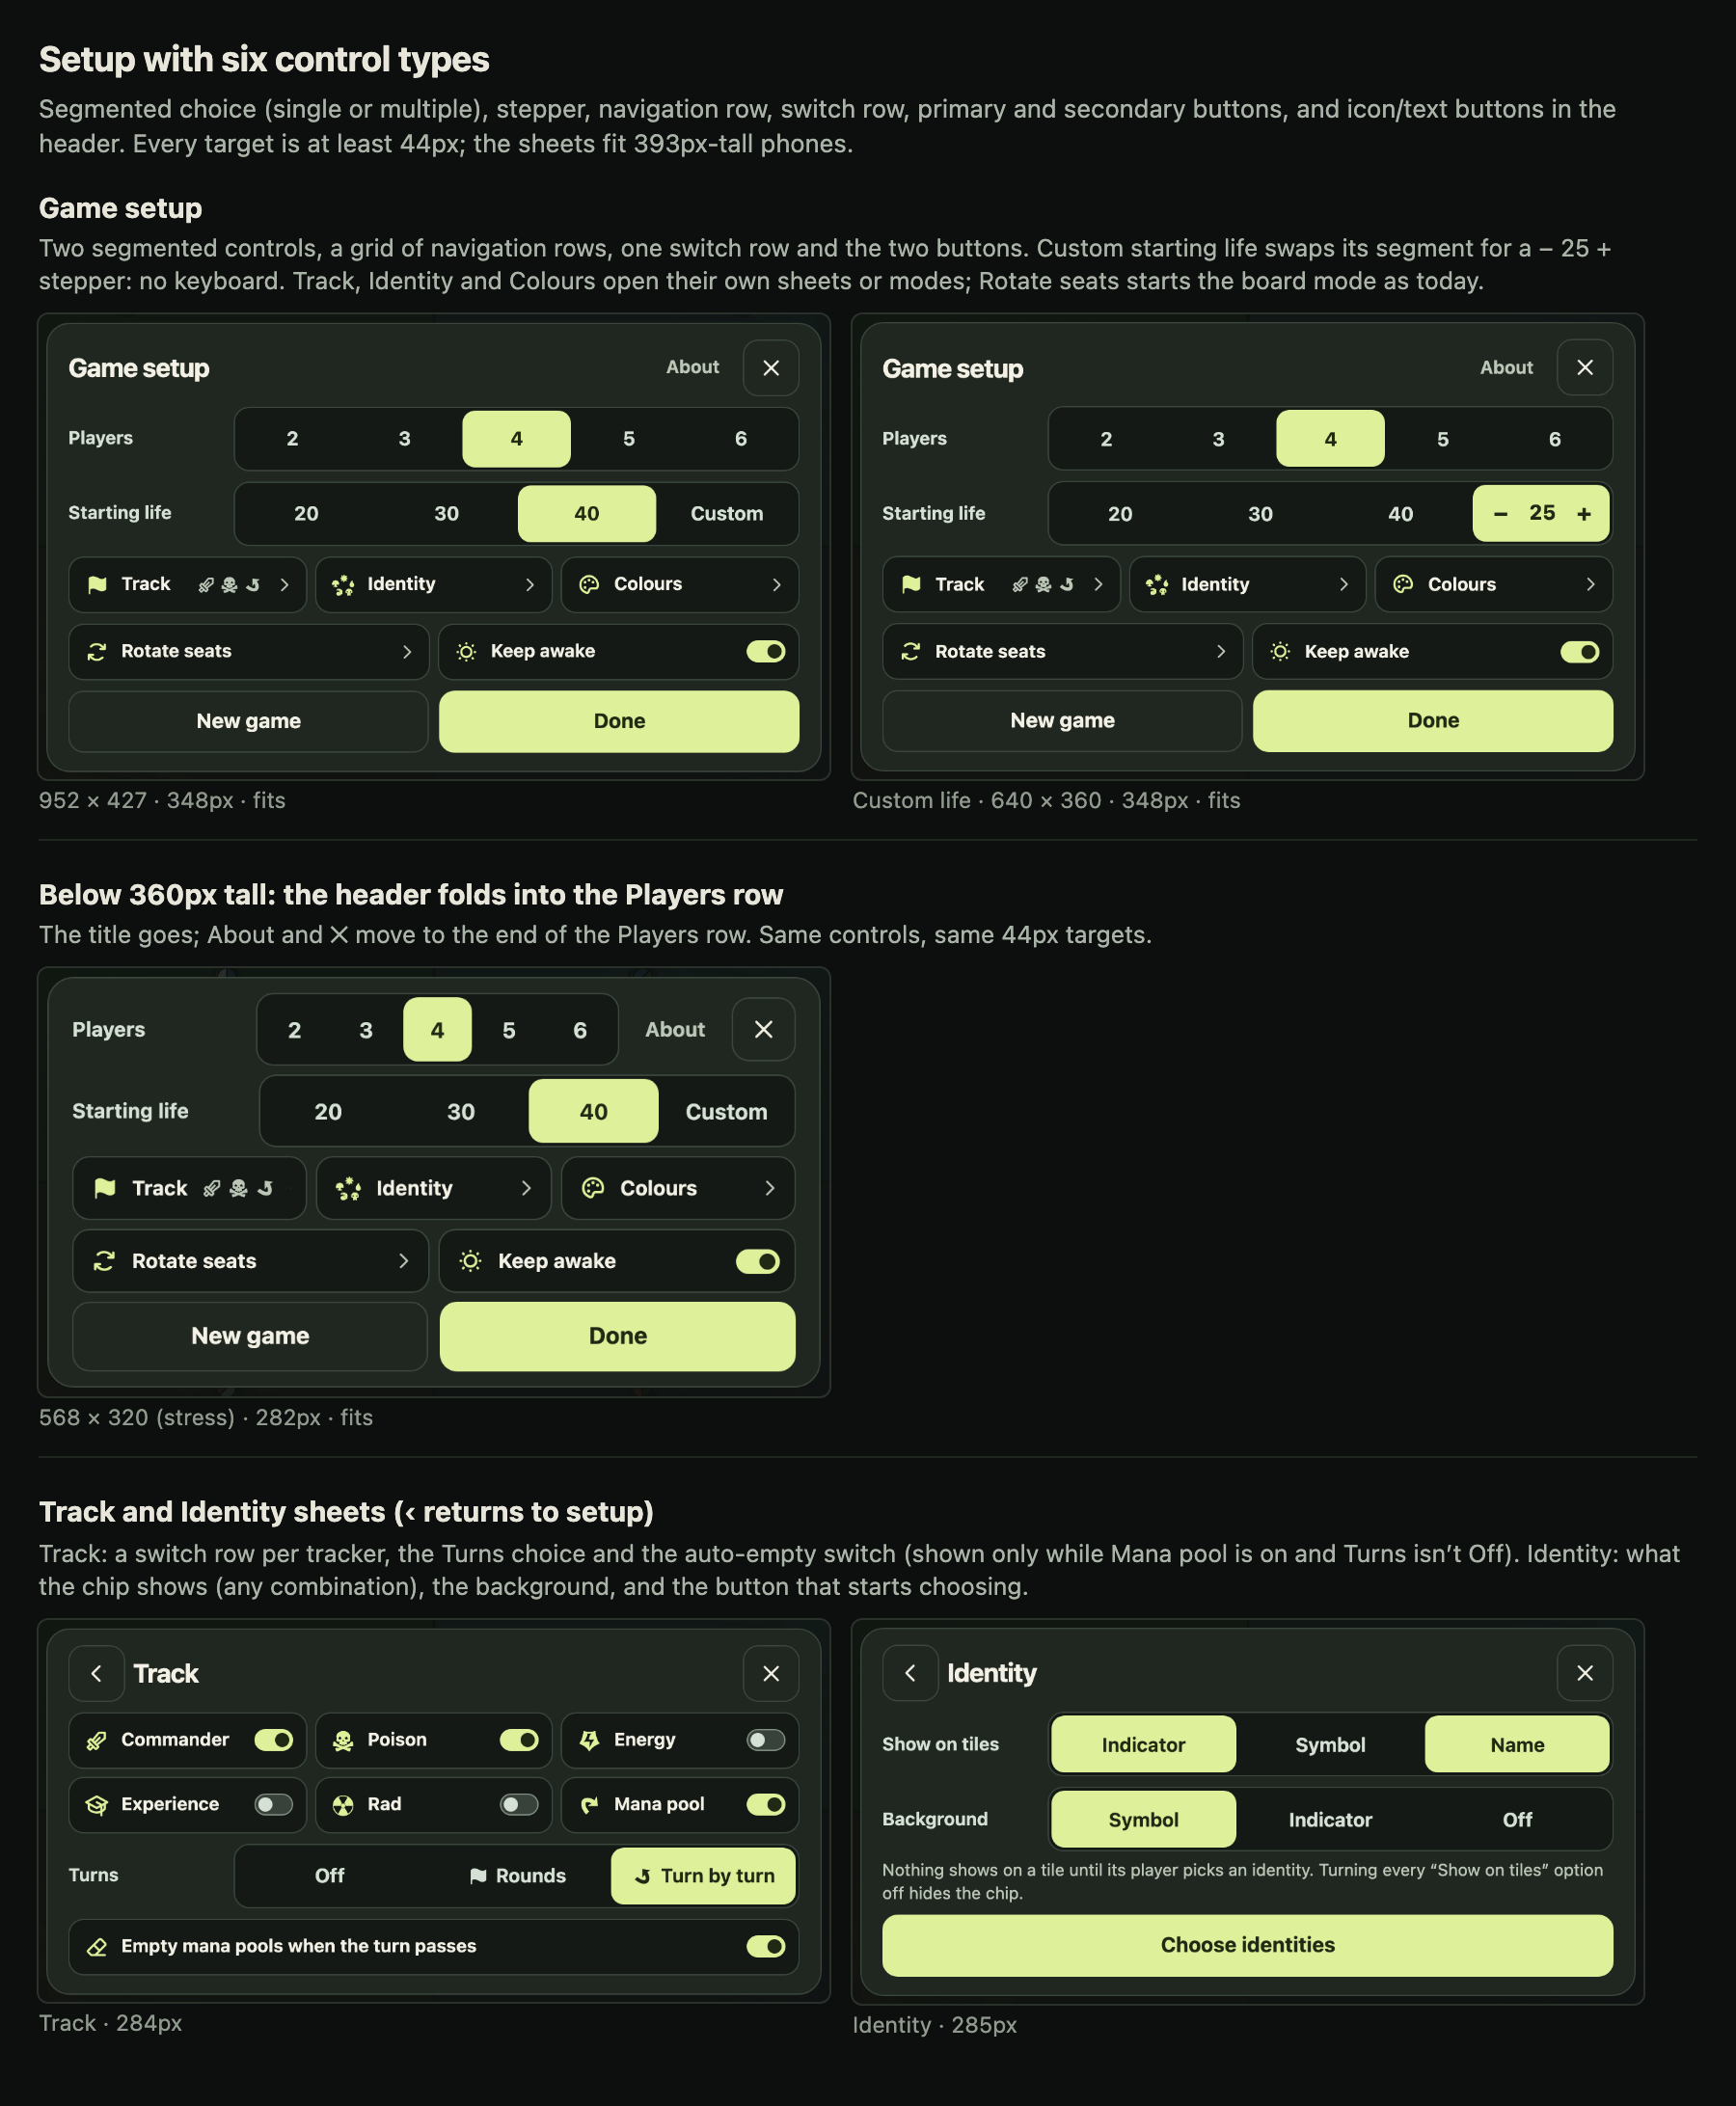 Setup with six control types
Segmented choice (single or multiple), stepper, navigation row, switch row, primary and secondary buttons, and icon/text buttons in the
header. Every target is at least 44px; the sheets fit 393px-tall phones.
Game setup
Two segmented controls, a grid of navigation rows, one switch row and the two buttons. Custom starting life swaps its segment for a – 25 +
stepper: no keyboard. Track, Identity and Colours open their own sheets or modes; Rotate seats starts the board mode as today.
Game setup About
Players 2 3 4 5 6
Starting life 20 30 40 Custom
Track Identity Colours
Rotate seats Keep awake
New game Done
952 × 427 · 348px · fits
Game setup About
Players 2 3 4 5 6
Starting life 20 30 40 − 25 +
Track Identity Colours
Rotate seats Keep awake
New game Done
Custom life · 640 × 360 · 348px · fits
Below 360px tall: the header folds into the Players row
The title goes; About and ✕ move to the end of the Players row. Same controls, same 44px targets.
Players 2 3 4 5 6 About
Starting life 20 30 40 Custom
Track Identity Colours
Rotate seats Keep awake
New game Done
568 × 320 (stress) · 282px · fits
Track and Identity sheets (‹ returns to setup)
Track: a switch row per tracker, the Turns choice and the auto-empty switch (shown only while Mana pool is on and Turns isn’t Off). Identity: what
the chip shows (any combination), the background, and the button that starts choosing.
Track
Commander Poison Energy
Experience Rad Mana pool
Turns Off Rounds Turn by turn
Empty mana pools when the turn passes
Track · 284px
Identity
Show on tiles Indicator Symbol Name
Background Symbol Indicator Off
Nothing shows on a tile until its player picks an identity. Turning every “Show on tiles” option
off hides the chip.
Choose identities
Identity · 285px